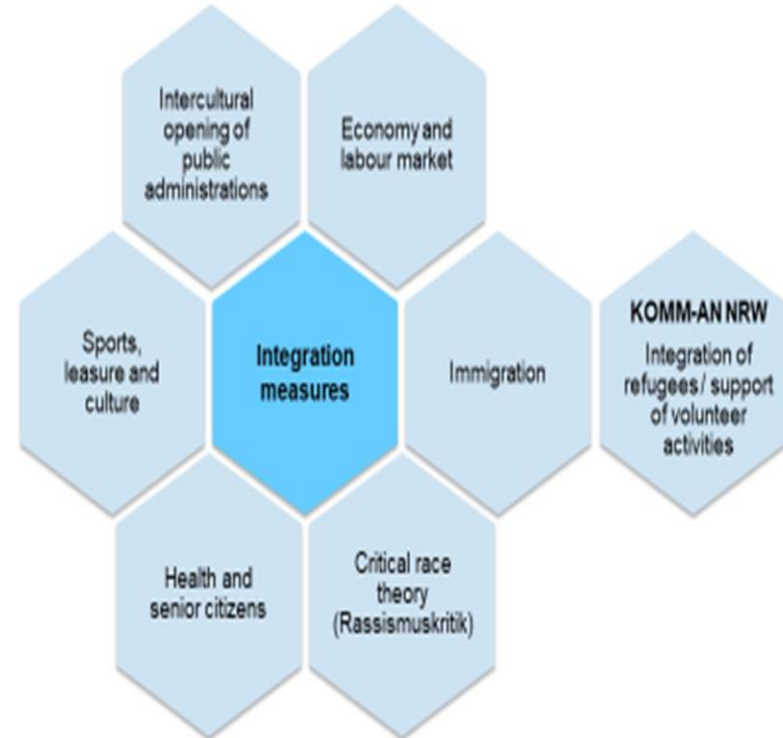 Intercultural
opening of
public
administrations
Economy and
labour market
Sports,
leasure and
culture
Integration
measures
Immigration
KOMM-AN NRW
Integration of
refugees / support
of volunteer
activities
Health and
senior citizens
Critical race
theory
(Rassismuskritik)